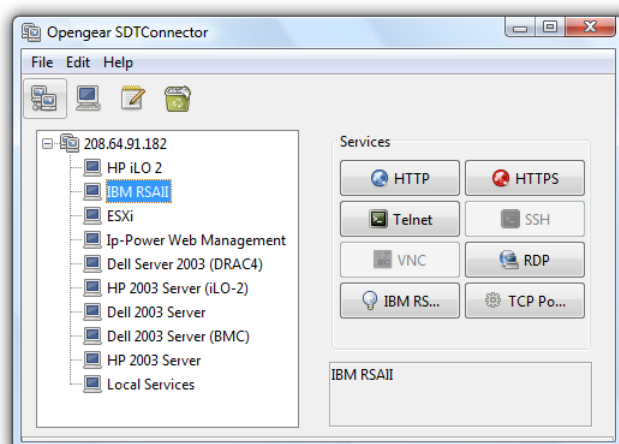 Opengear SDTConnector
File Edit Help
208.64.91.182
HP iLO 2
IBM RSAII
ESXi
Ip-Power Web Management
Dell Server 2003 (DRAC4)
HP 2003 Server (iLO-2)
Dell 2003 Server
Dell 2003 Server (BMC)
HP 2003 Server
Local Services
Services
HTTP HTTPS
Telnet SSH
VNC RDP
IBM RS... TCP Po...
IBM RSAII